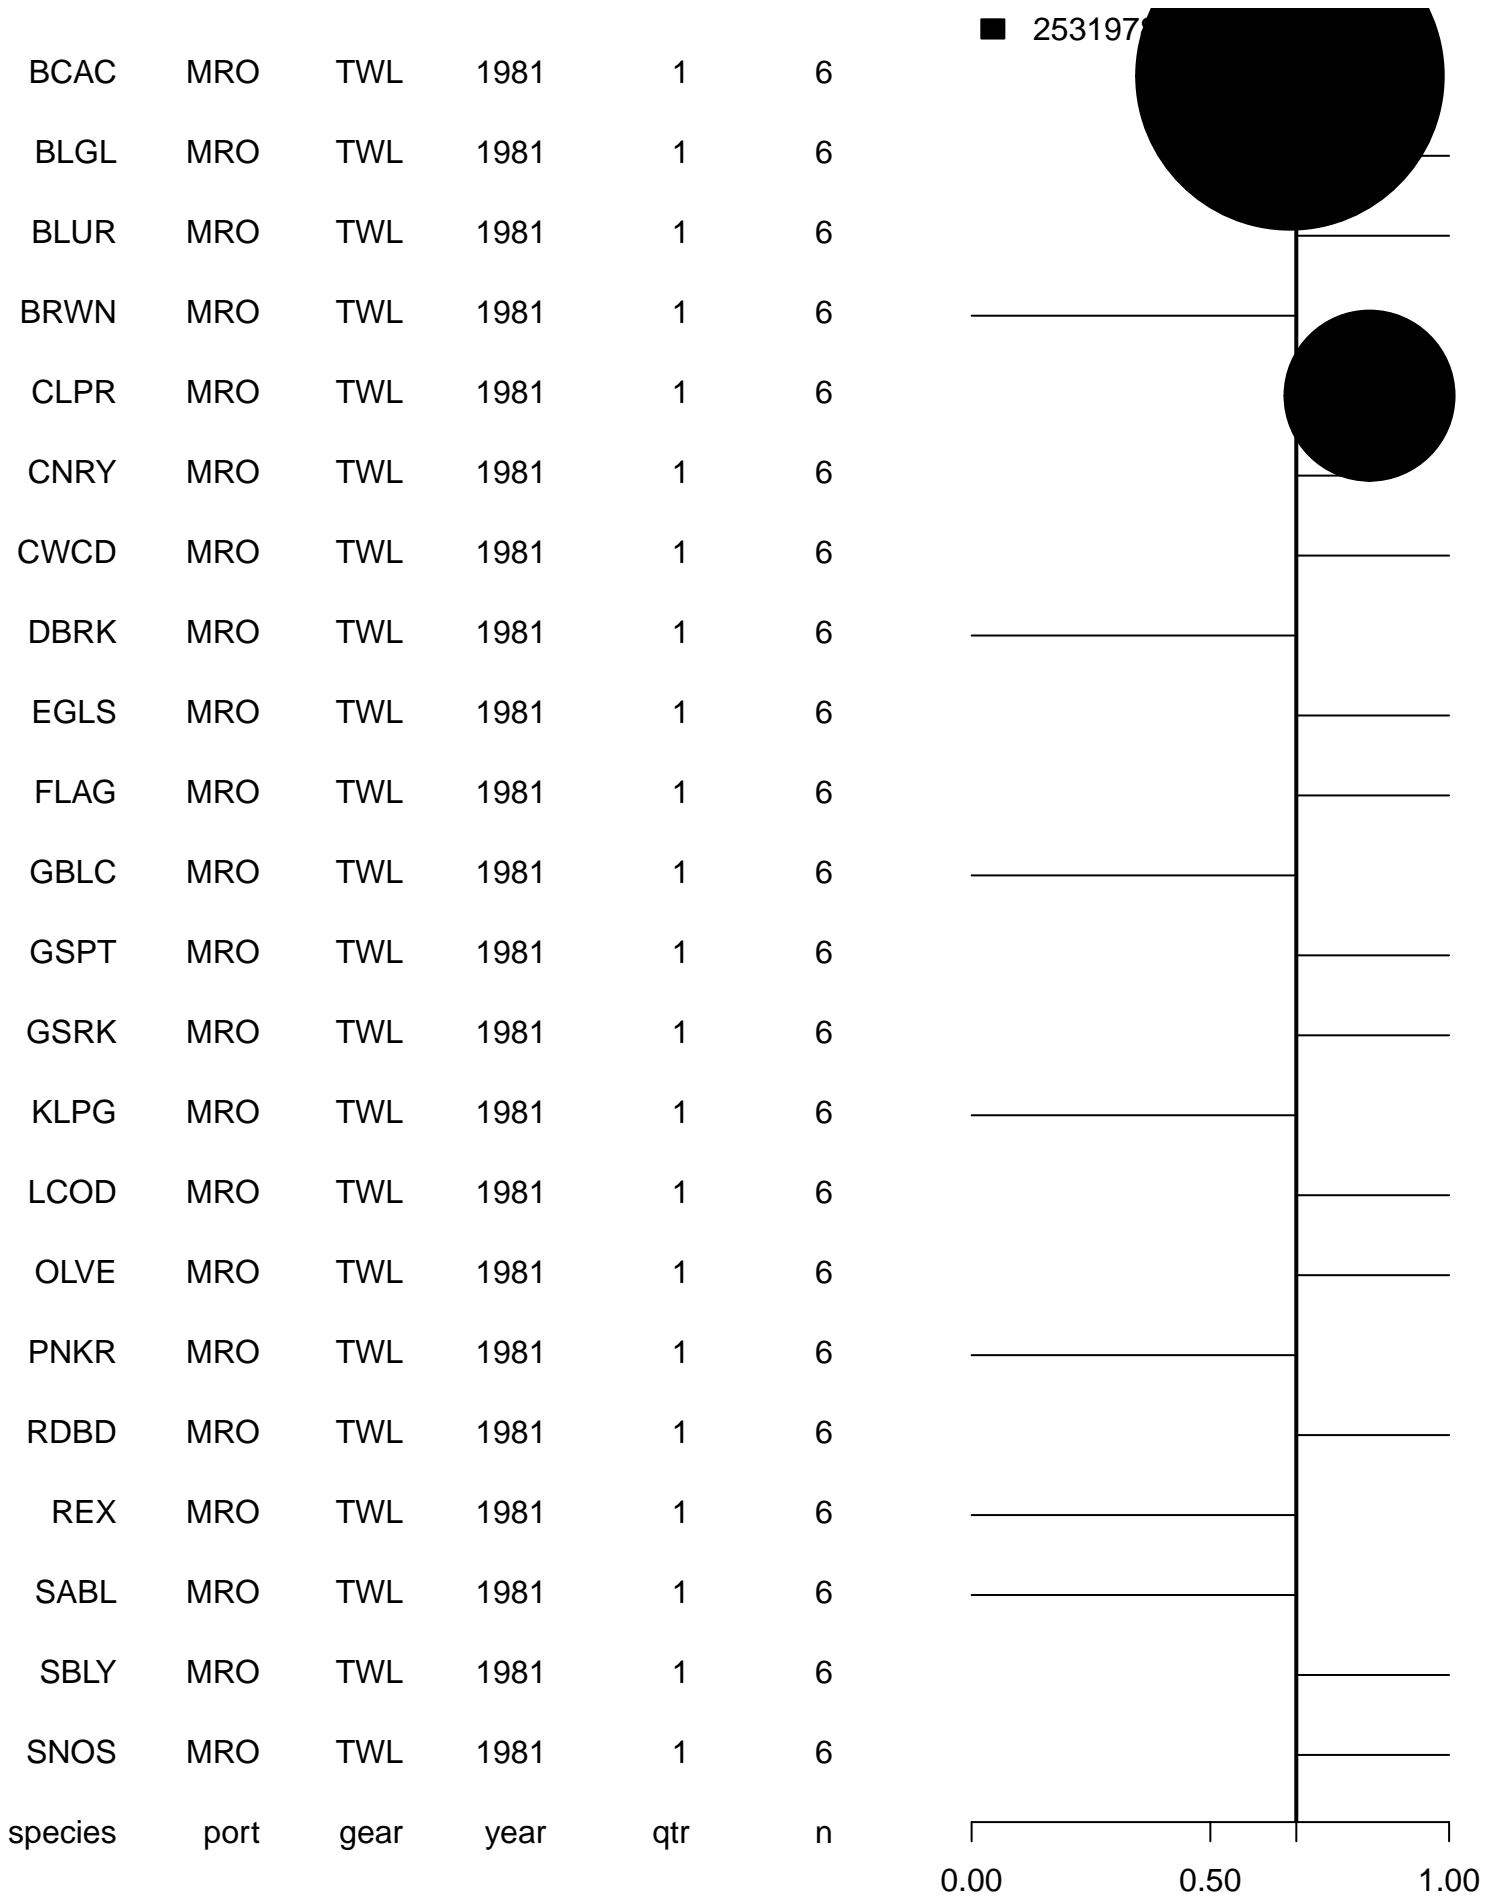 253197
BCAC MRO TWL 1981 1 6
BLGL MRO TWL 1981 1 6
BLUR MRO TWL 1981 1 6
BRWN MRO TWL 1981 1 6
CLPR MRO TWL 1981 1 6
CNRY MRO TWL 1981 1 6
CWCD MRO TWL 1981 1 6
DBRK MRO TWL 1981 1 6
EGLS MRO TWL 1981 1 6
FLAG MRO TWL 1981 1 6
GBLC MRO TWL 1981 1 6
GSPT MRO TWL 1981 1 6
GSRK MRO TWL 1981 1 6
KLPG MRO TWL 1981 1 6
LCOD MRO TWL 1981 1 6
OLVE MRO TWL 1981 1 6
PNKR MRO TWL 1981 1 6
RDBD MRO TWL 1981 1 6
REX MRO TWL 1981 1 6
SABL MRO TWL 1981 1 6
SBLY MRO TWL 1981 1 6
SNOS MRO TWL 1981 1 6
species port gear year qtr n
0.00 0.50 1.00